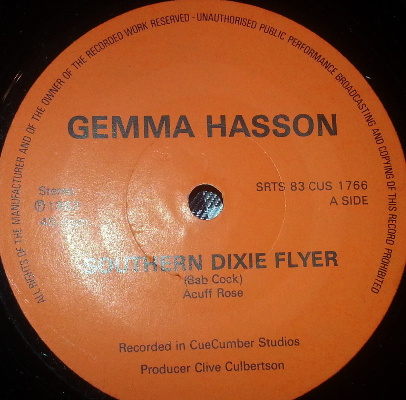 ALL RIGHTS OF THE MANUFACTURER AND OF THE OWNER OF THE RECORDED WORK RESERVED - UNAUTHORISED PUBLIC PERFORMANCE BROADCASTING AND COPYING OF THIS RECORD PROHIBITED
GEMMA HASSON
Stereo
SRTS 83 CUS 1766
A SIDE
SOUTHERN DIXIE FLYER
(Bab Cock)
Acuff Rose
Recorded in CueCumber Studios
Producer Clive Culbertson